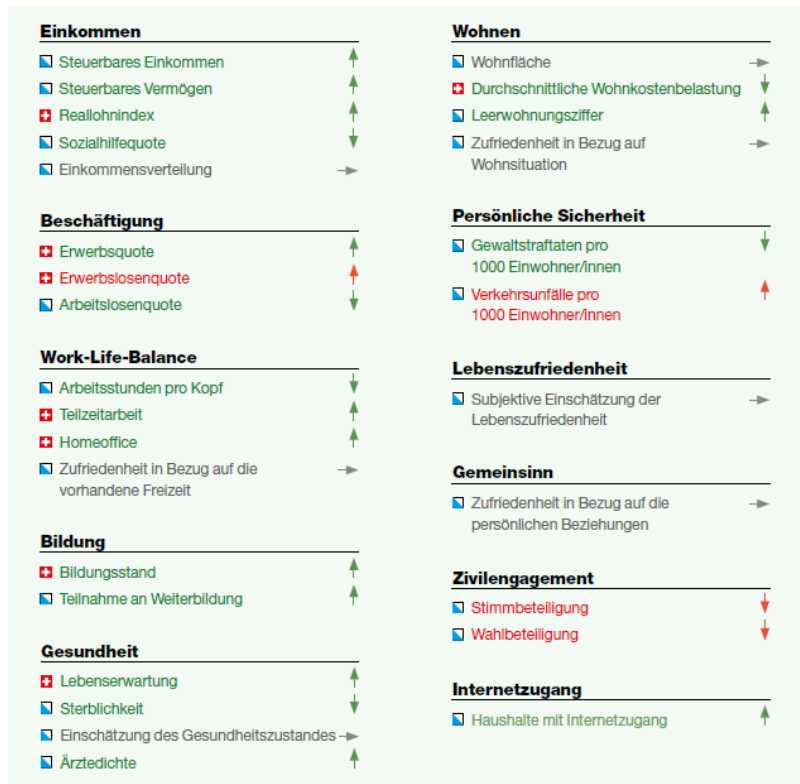 Einkommen
Steuerbares Einkommen
Steuerbares Vermögen
Reallohnindex
Sozialhilfequote
Einkommensverteilung
Beschäftigung
Erwerbsquote
Erwerbslosenquote
Arbeitslosenquote
Work-Life-Balance
Arbeitsstunden pro Kopf
Teilzeitarbeit
Homeoffice
Zufriedenheit in Bezug auf die
vorhandene Freizeit
Bildung
Bildungsstand
Teilnahme an Weiterbildung
Gesundheit
Lebenserwartung
Sterblichkeit
Einschätzung des Gesundheitszustandes
Ärztedichte
Wohnen
Wohnfläche
Durchschnittliche Wohnkostenbelastung
Leerwohnungsziffer
Zufriedenheit in Bezug auf
Wohnsituation
Persönliche Sicherheit
Gewaltstraftaten pro
1000 Einwohner/innen
Verkehrsunfälle pro
1000 Einwohner/innen
Lebenszufriedenheit
Subjektive Einschätzung der
Lebenszufriedenheit
Gemeinsinn
Zufriedenheit in Bezug auf die
persönlichen Beziehungen
Zivilengagement
Stimmbeteiligung
Wahlbeteiligung
Internetzugang
Haushalte mit Internetzugang